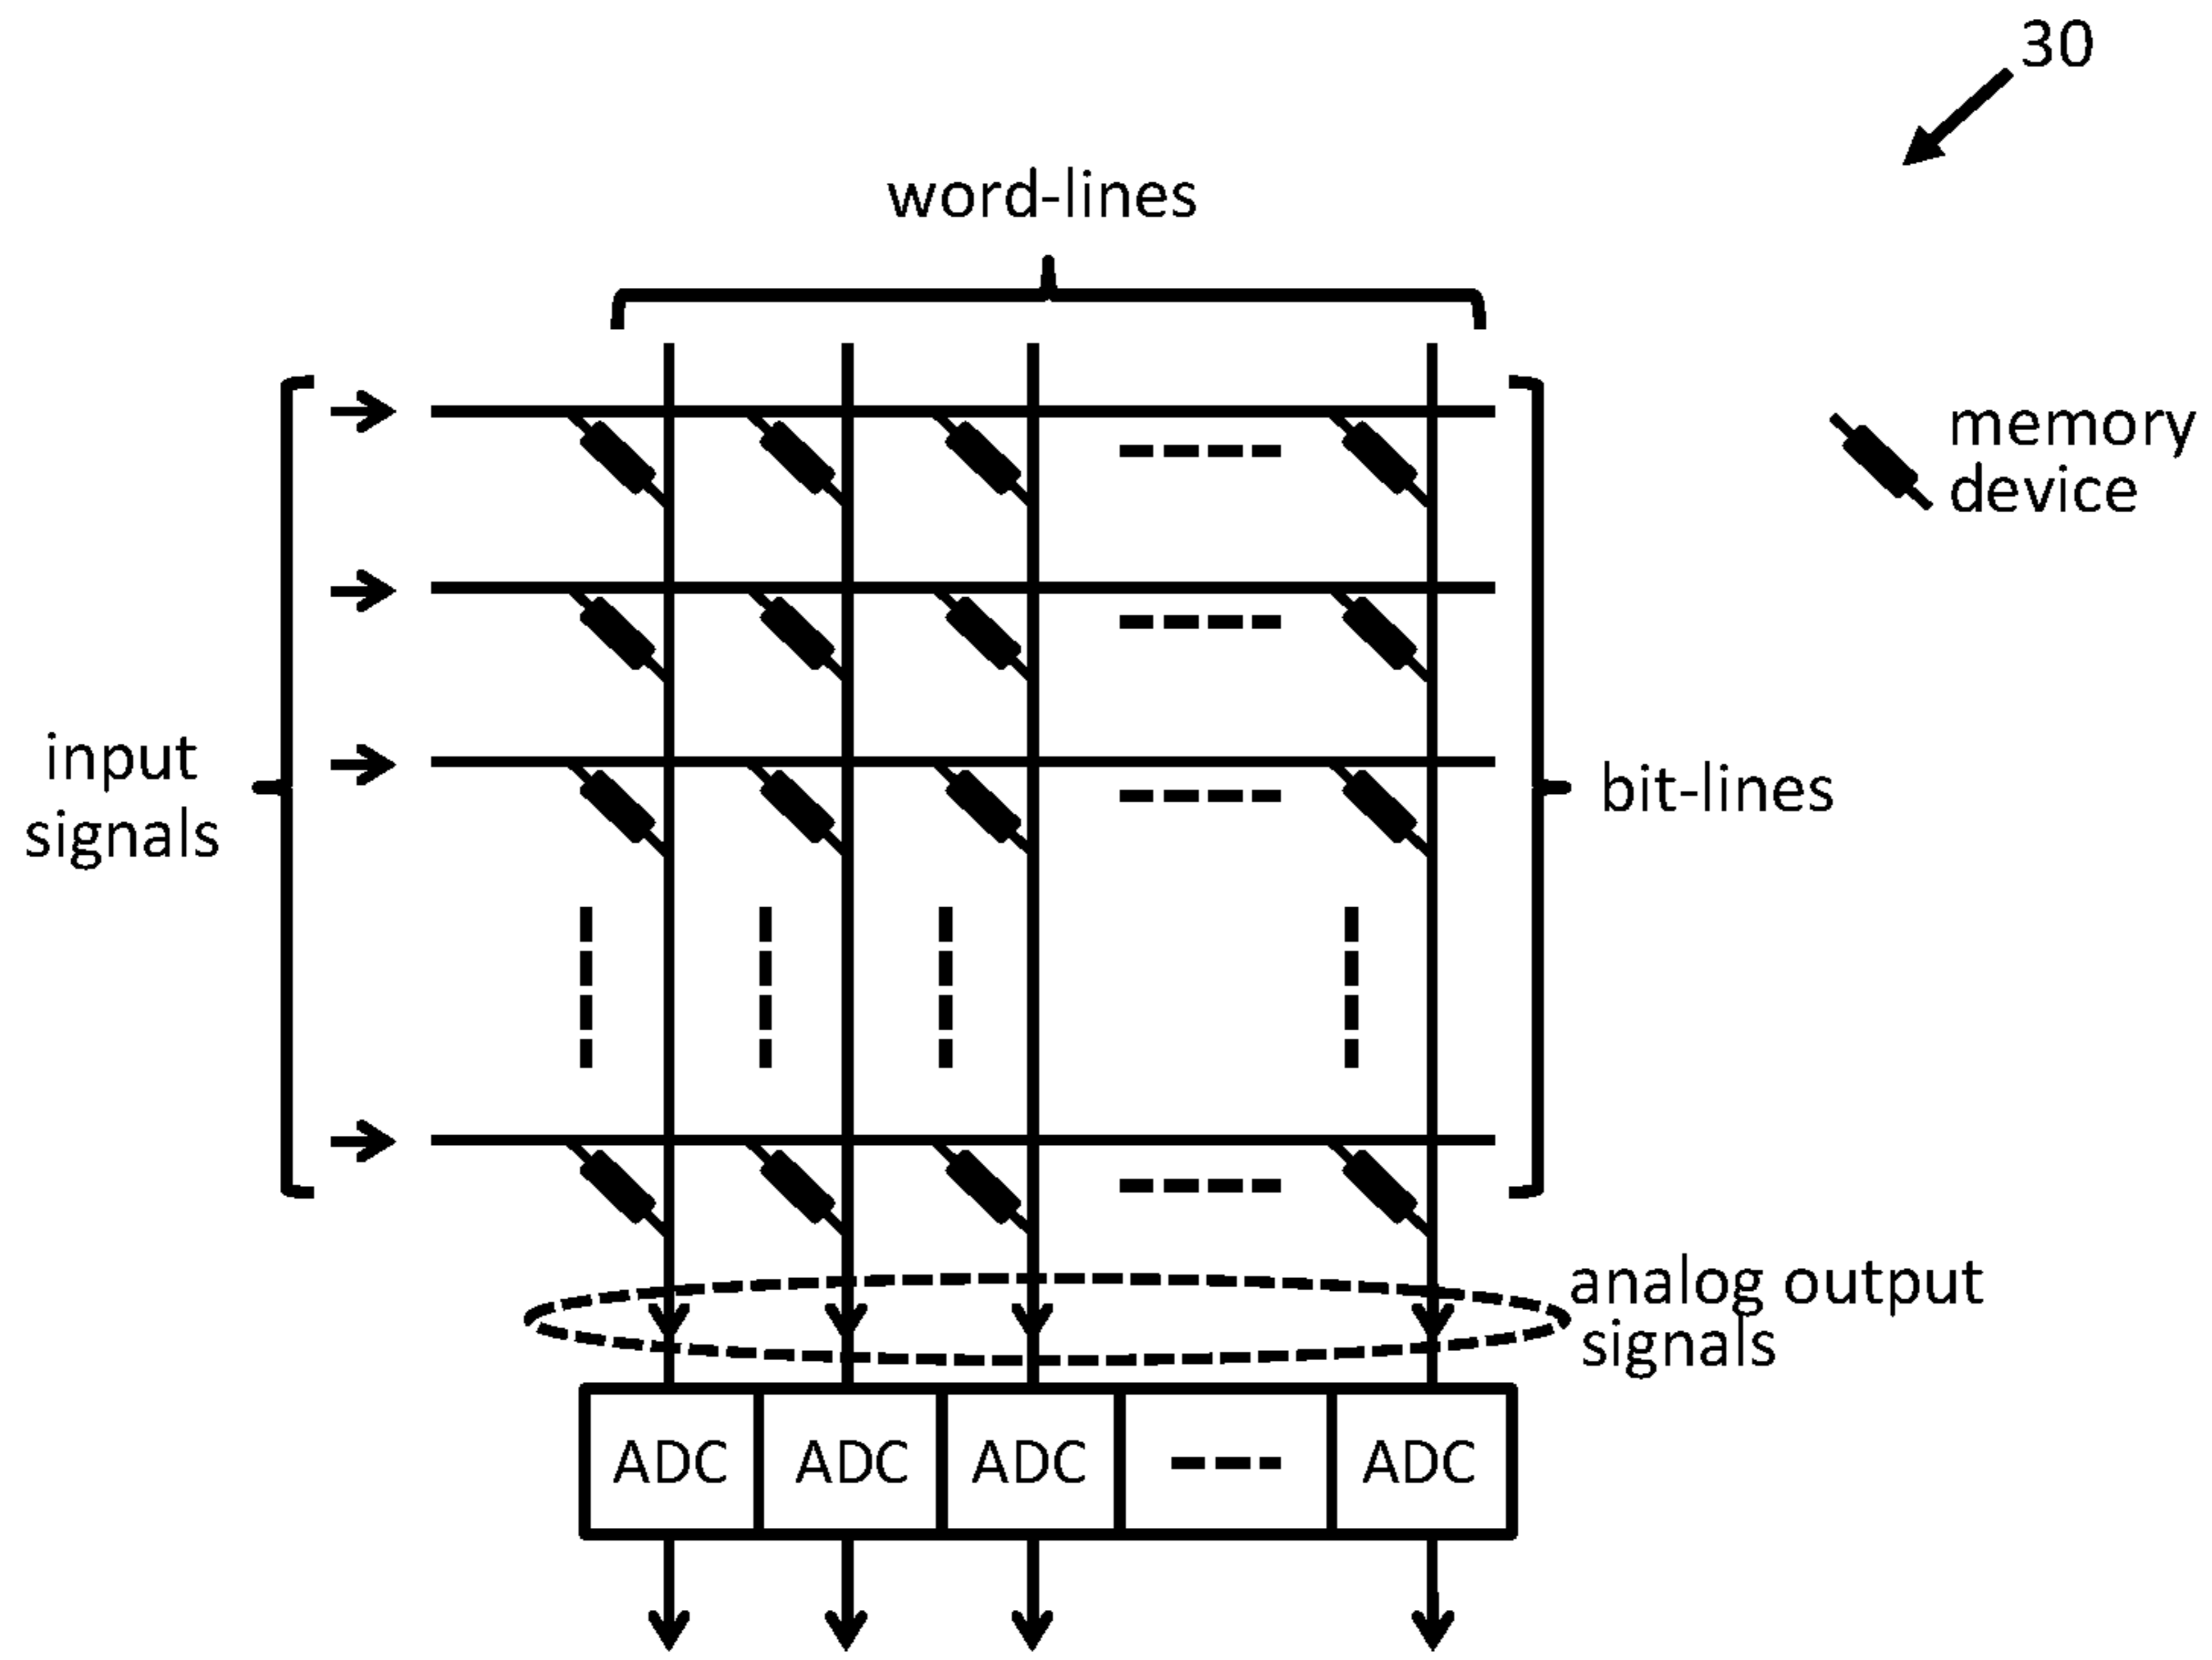 30
word-lines
memory
device
input
signals
bit-lines
analog output
signals
ADC ADC ADC ADC